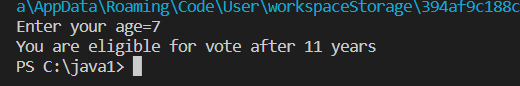 a\AppData\Roaming\Code\User\workspaceStorage\394af9c188c
Enter your age=7
You are eligible for vote after 11 years
PS C:\java1>